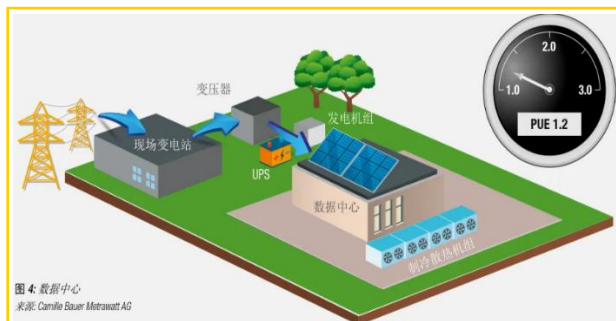 变压器
发电机组
现场变电站
UPS
数据中心
制冷散热机组
1.0
2.0
3.0
PUE 1.2
图 4: 数据中心
来源: Camille Bauer Metrawatt AG